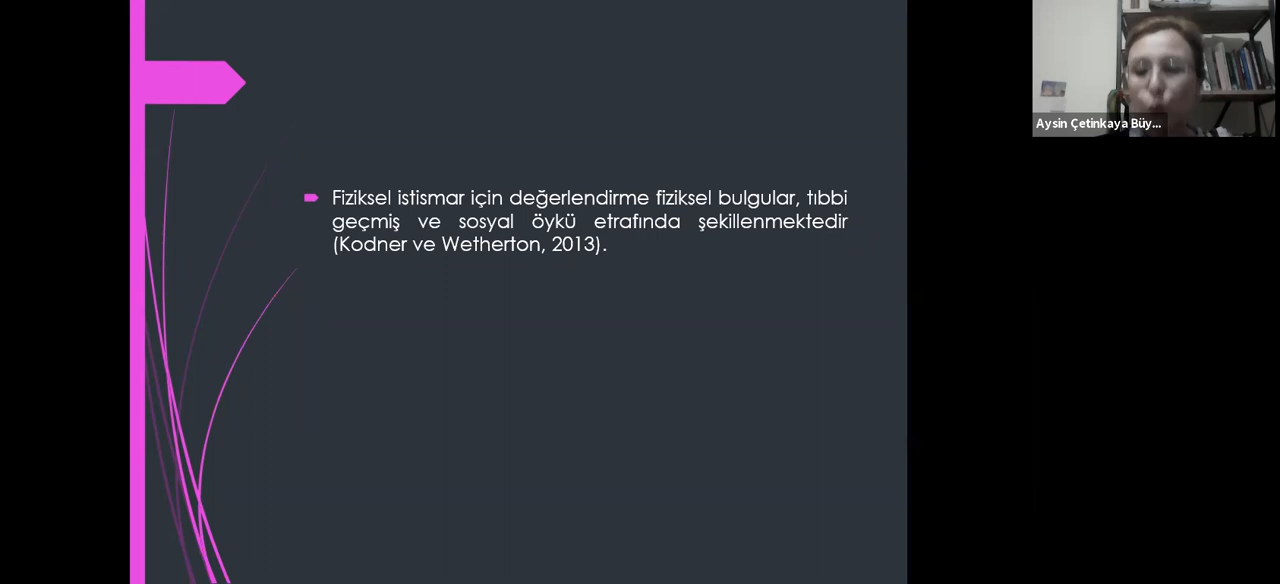 Fiziksel istismar için değerlendirme fiziksel bulgular, tıbbi
geçmiş ve sosyal öykü etrafında şekillenmektedir
(Kodner ve Wetherton, 2013).
Aysin Çetinkaya Büy...